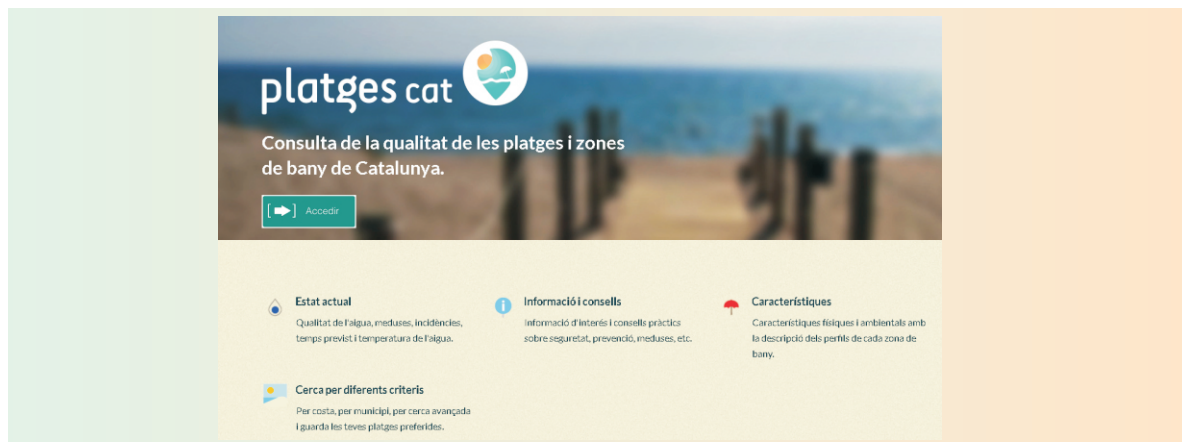 platges cat
Consulta de la qualitat de les platges i zones
de bany de Catalunya.
[➡] Accedir
Estat actual
Qualitat de l'aigua, meduses, incidències,
temps previst i temperatura de l'aigua.
Informació i consells
Informació d'interés i consells pràctics
sobre seguretat, prevenció, meduses, etc.
Característiques
Característiques físiques i ambientals amb
la descripció dels perfils de cada zona de
bany.
Cerca per diferents criteris
Per costa, per municipi, per cerca avançada
i guarda les teves platges preferides.